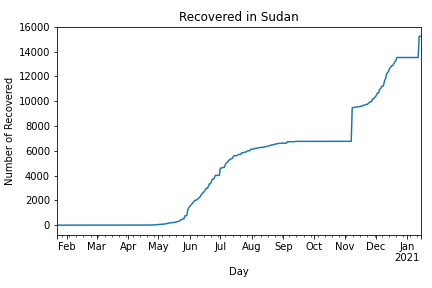 Recovered in Sudan
16000
14000
12000
10000
8000
6000
4000
2000
0
Number of Recovered
Feb Mar Apr May Jun Jul Aug Sep Oct Nov Dec Jan
2021
Day